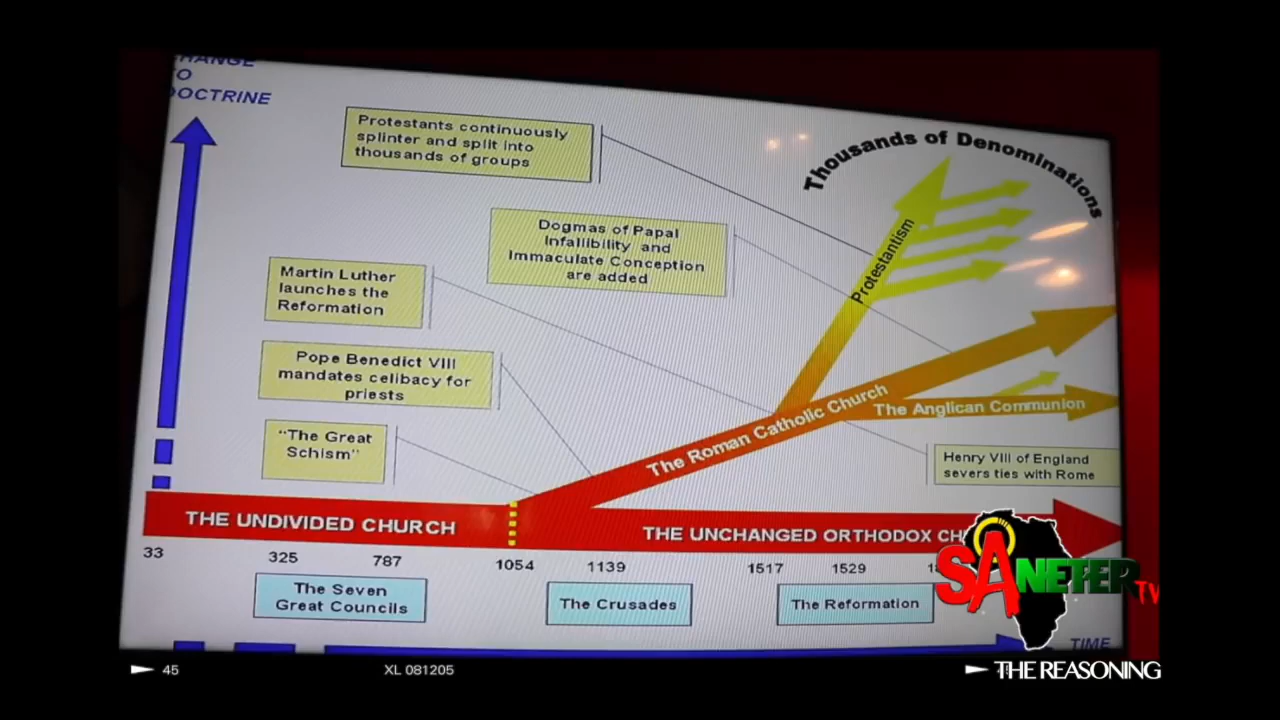 HANGE
TO
DOCTRINE
Protestants continuously
splinter and split into
thousands of groups
Thousands of Denominations
Dogmas of Papal
Infallibility and
Immaculate Conception
are added
Protestantism
Martin Luther
launches the
Reformation
Pope Benedict VIII
mandates celibacy for
priests
The Roman Catholic Church
The Anglican Communion
"The Great
Schism"
Henry VIII of England
severs ties with Rome
THE UNDIVIDED CHURCH
THE UNCHANGED ORTHODOX CH
33
325
787
1054
1139
1517
1529
The Seven
Great Councils
The Crusades
The Reformation
SANETER TV
TIME
45
XL 081205
THE REASONING